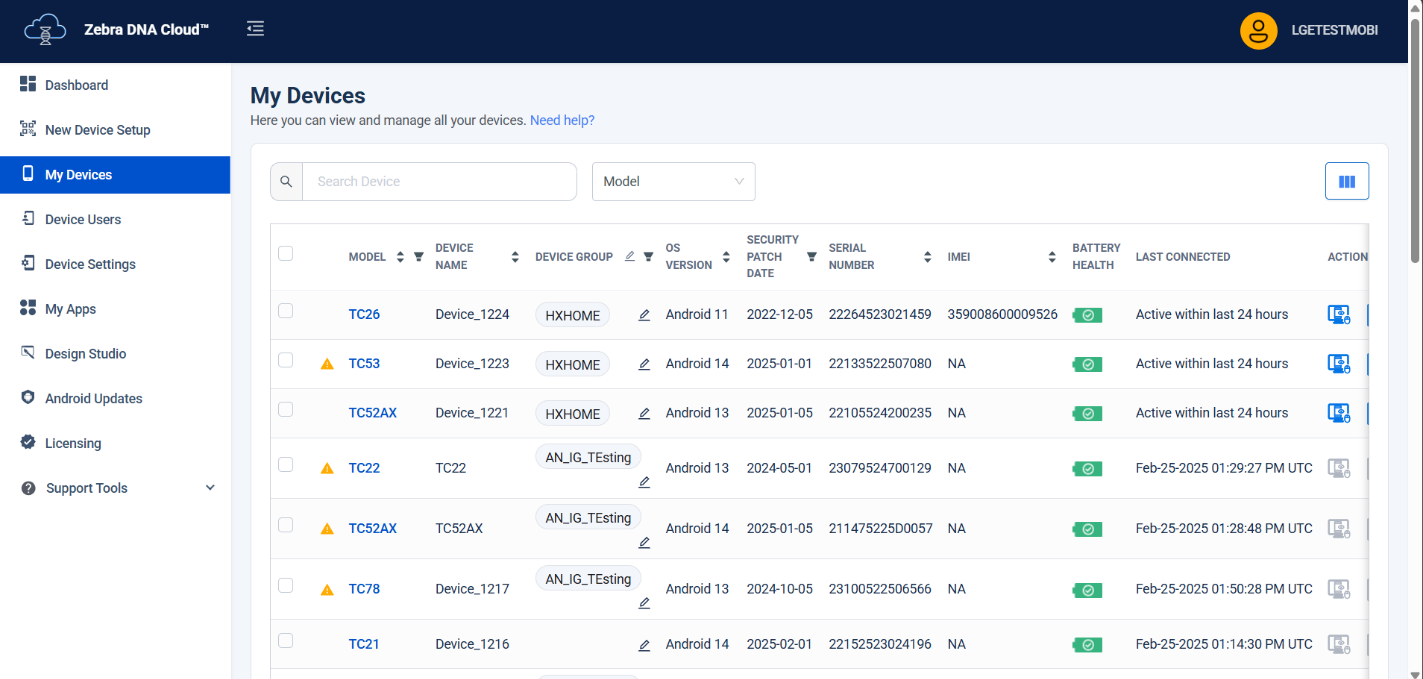 Zebra DNA Cloud™
LGETESTMOBI
Dashboard
New Device Setup
My Devices
Device Users
Device Settings
My Apps
Design Studio
Android Updates
Licensing
Support Tools
My Devices
Here you can view and manage all your devices. Need help?
Search Device
Model
MODEL DEVICE NAME DEVICE GROUP OS VERSION SECURITY PATCH DATE SERIAL NUMBER IMEI BATTERY HEALTH LAST CONNECTED ACTION
TC26 Device_1224 HXHOME Android 11 2022-12-05 22264523021459 359008600009526 Active within last 24 hours
TC53 Device_1223 HXHOME Android 14 2025-01-01 22133522507080 NA Active within last 24 hours
TC52AX Device_1221 HXHOME Android 13 2025-01-05 22105524200235 NA Active within last 24 hours
TC22 TC22 AN_IG_TEsting Android 13 2024-05-01 23079524700129 NA Feb-25-2025 01:29:27 PM UTC
TC52AX TC52AX AN_IG_TEsting Android 14 2025-01-05 211475225D0057 NA Feb-25-2025 01:28:48 PM UTC
TC78 Device_1217 AN_IG_TEsting Android 13 2024-10-05 23100522506566 NA Feb-25-2025 01:50:28 PM UTC
TC21 Device_1216 Android 14 2025-02-01 22152523024196 NA Feb-25-2025 01:14:30 PM UTC